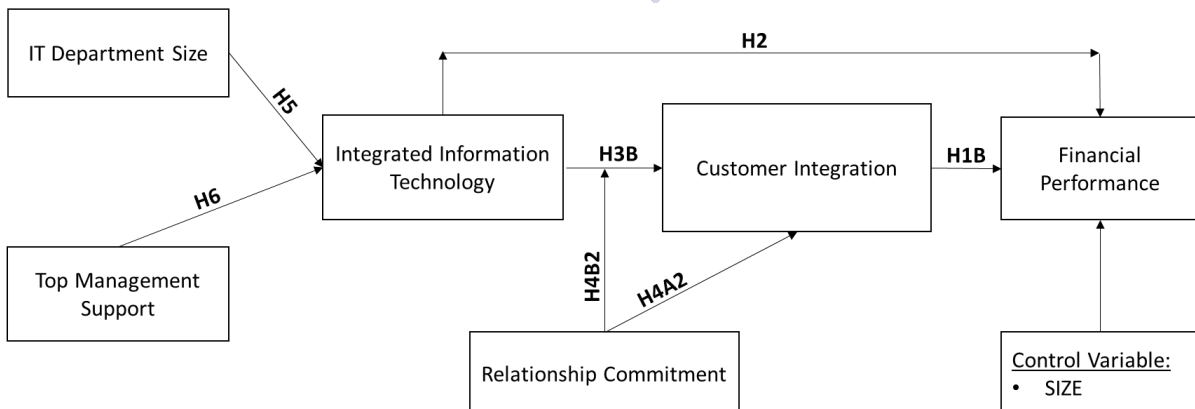 IT Department Size
H2
H5
Integrated Information
Technology
H3B
Customer Integration
H1B
Financial
Performance
H6
Top Management
Support
H4B2
H4A2
Relationship Commitment
Control Variable:
• SIZE